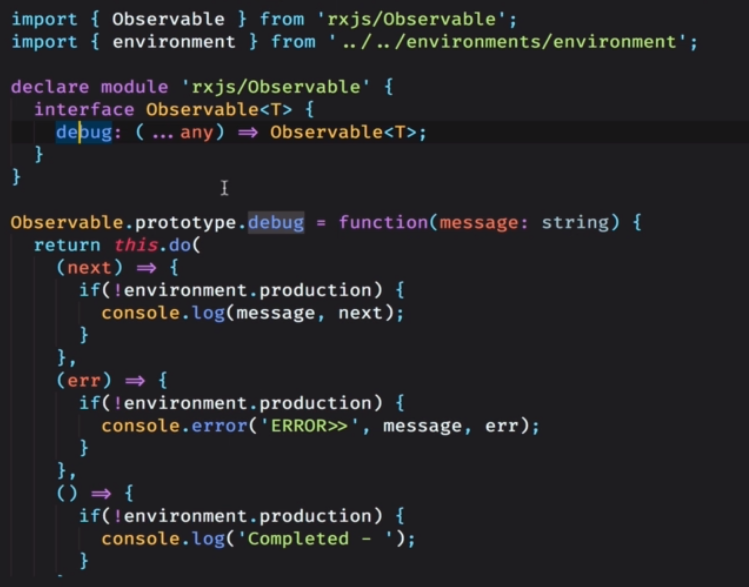 import { Observable } from 'rxjs/Observable';
import { environment } from '../../environments/environment';
declare module 'rxjs/Observable' {
  interface Observable<T> {
    debug: (...any) => Observable<T>;
  }
}
Observable.prototype.debug = function(message: string) {
  return this.do(
    (next) => {
      if(!environment.production) {
        console.log(message, next);
      }
    },
    (err) => {
      if(!environment.production) {
        console.error('ERROR>>', message, err);
      }
    },
    () => {
      if(!environment.production) {
        console.log('Completed - ');
      }